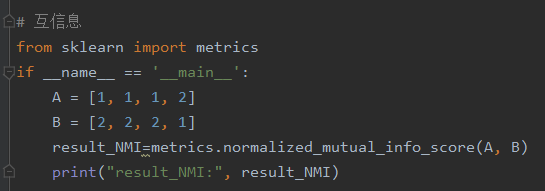 # 互信息
from sklearn import metrics
if __name__ == '__main__':
    A = [1, 1, 1, 2]
    B = [2, 2, 2, 1]
    result_NMI=metrics.normalized_mutual_info_score(A, B)
    print("result_NMI:", result_NMI)